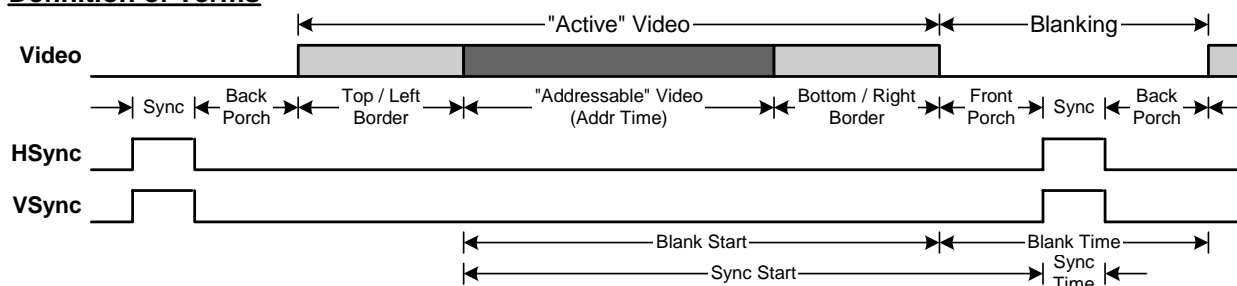 Definition of Terms
"Active" Video
Blanking
Video
Sync
Back
Porch
Top / Left
Border
"Addressable" Video
(Addr Time)
Bottom / Right
Border
Front
Porch
Sync
Back
Porch
HSync
VSync
Blank Start
Blank Time
Sync Start
Sync
Time